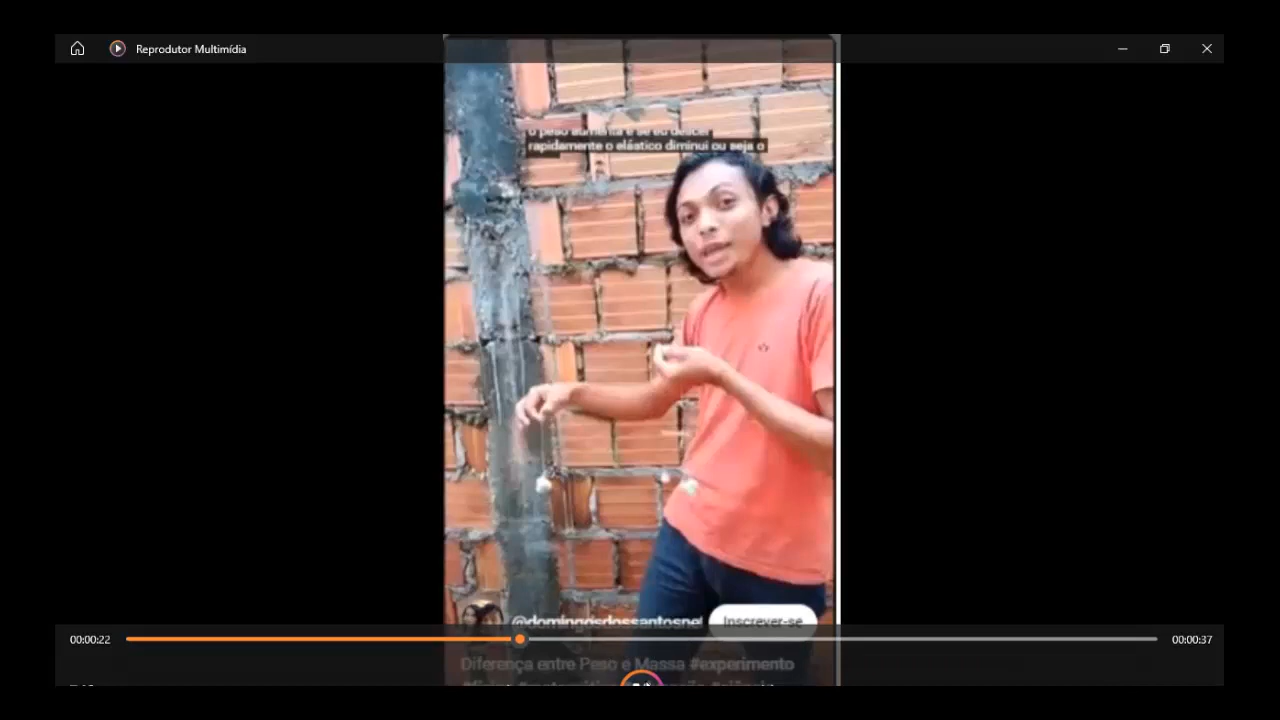 Reprodutor Multimídia
o peso aumenta e se eu descer
rapidamente o elástico diminui ou seja o
@domingosdossantosnet
Inscrever-se
00:00:22
00:00:37
Diferença entre Peso e Massa #experimento